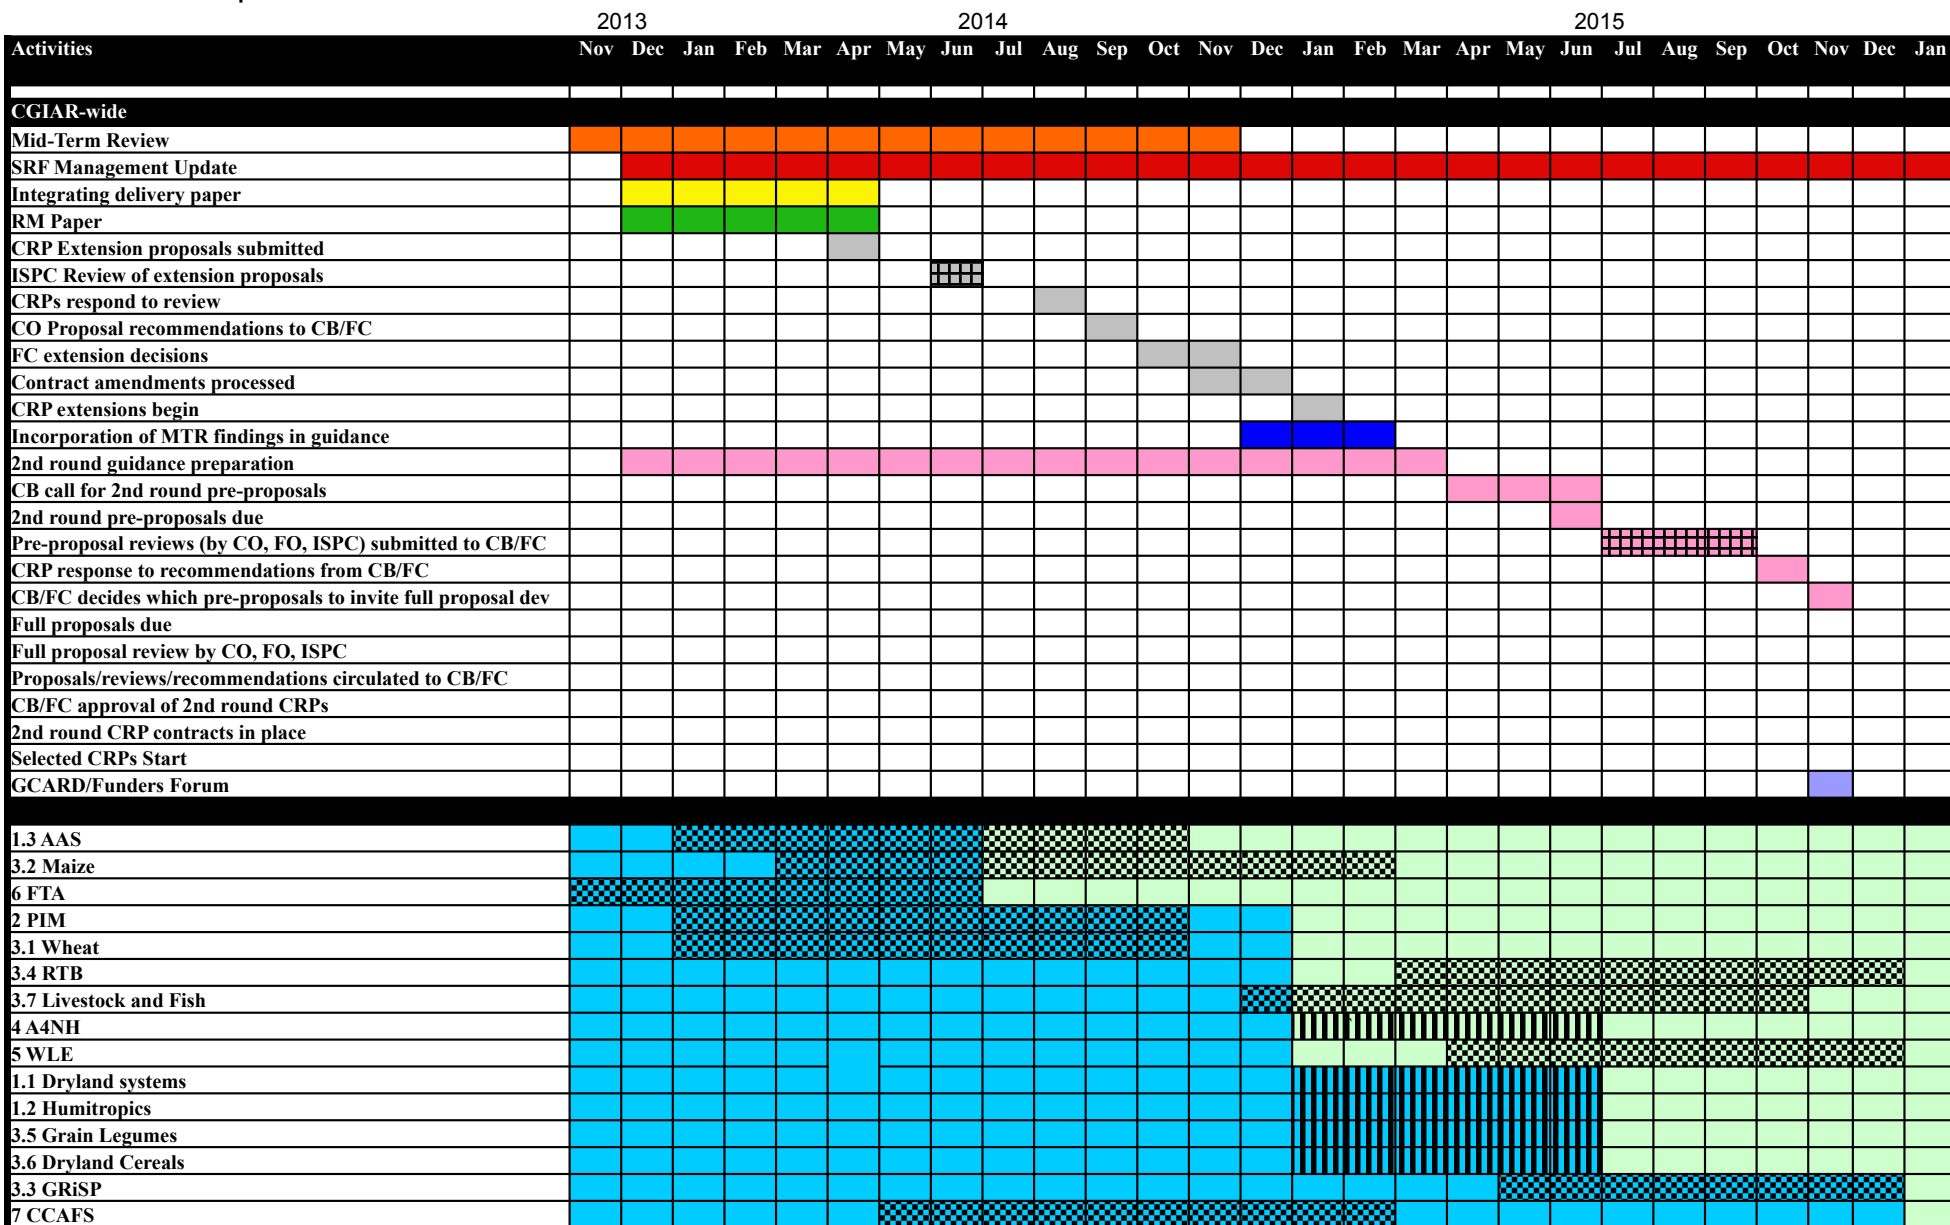 2013 2014 2015
Activities Nov Dec Jan Feb Mar Apr May Jun Jul Aug Sep Oct Nov Dec Jan Feb Mar Apr May Jun Jul Aug Sep Oct Nov Dec Jan
CGIAR-wide
Mid-Term Review
SRF Management Update
Integrating delivery paper
RM Paper
CRP Extension proposals submitted
ISPC Review of extension proposals
CRPs respond to review
CO Proposal recommendations to CB/FC
FC extension decisions
Contract amendments processed
CRP extensions begin
Incorporation of MTR findings in guidance
2nd round guidance preparation
CB call for 2nd round pre-proposals
2nd round pre-proposals due
Pre-proposal reviews (by CO, FO, ISPC) submitted to CB/FC
CRP response to recommendations from CB/FC
CB/FC decides which pre-proposals to invite full proposal dev
Full proposals due
Full proposal review by CO, FO, ISPC
Proposals/reviews/recommendations circulated to CB/FC
CB/FC approval of 2nd round CRPs
2nd round CRP contracts in place
Selected CRPs Start
GCARD/Funders Forum
1.3 AAS
3.2 Maize
6 FTA
2 PIM
3.1 Wheat
3.4 RTB
3.7 Livestock and Fish
4 A4NH
5 WLE
1.1 Dryland systems
1.2 Humitropics
3.5 Grain Legumes
3.6 Dryland Cereals
3.3 GRiSP
7 CCAFS